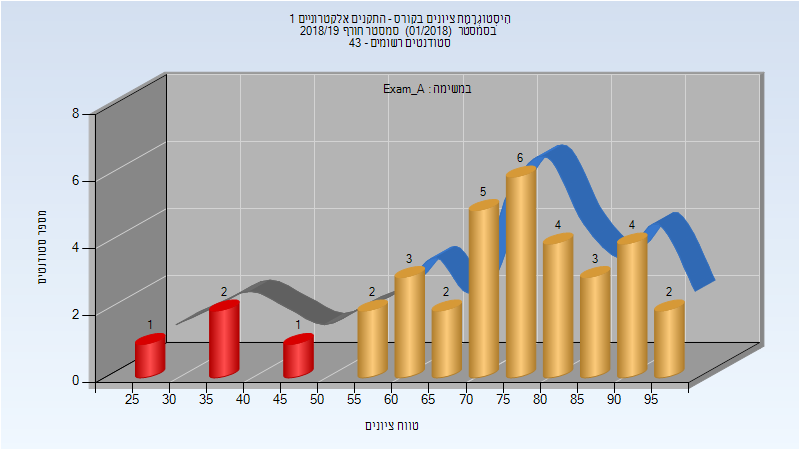 היסטוגרמת ציונים בקורס - התקנים אלקטרוניים 1
בסמסטר (01/2018) סמסטר חורף 2018/19
סטודנטים רשומים - 43
במשימה : Exam_A
מספר סטודנטים
8
6
4
2
0
1
2
1
2
3
2
5
6
4
3
4
2
25 30 35 40 45 50 55 60 65 70 75 80 85 90 95
טווח ציונים